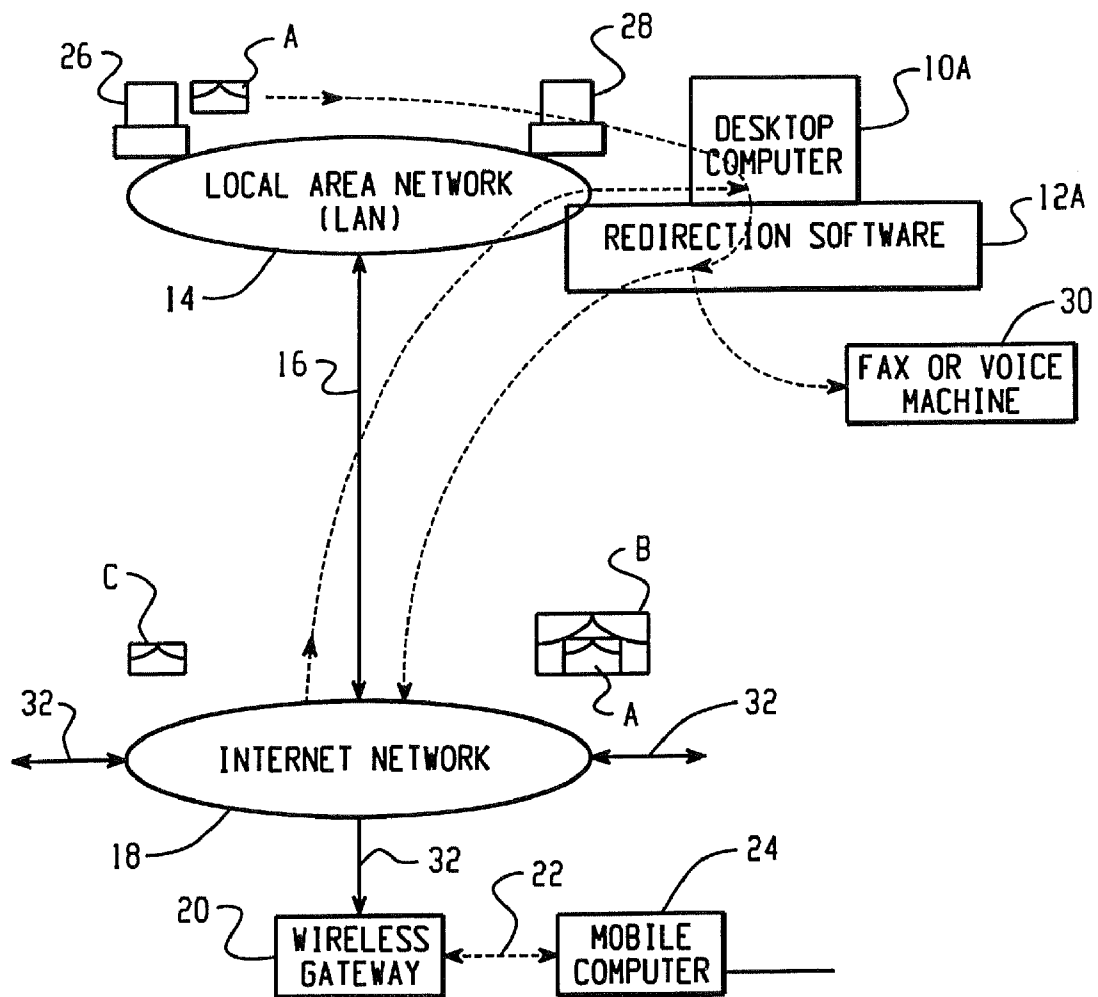 26
A
28
10A
DESKTOP
COMPUTER
LOCAL AREA NETWORK
(LAN)
12A
REDIRECTION SOFTWARE
14
30
16
FAX OR VOICE
MACHINE
C
B
A
32
32
INTERNET NETWORK
18
32
24
22
20
WIRELESS
GATEWAY
MOBILE
COMPUTER